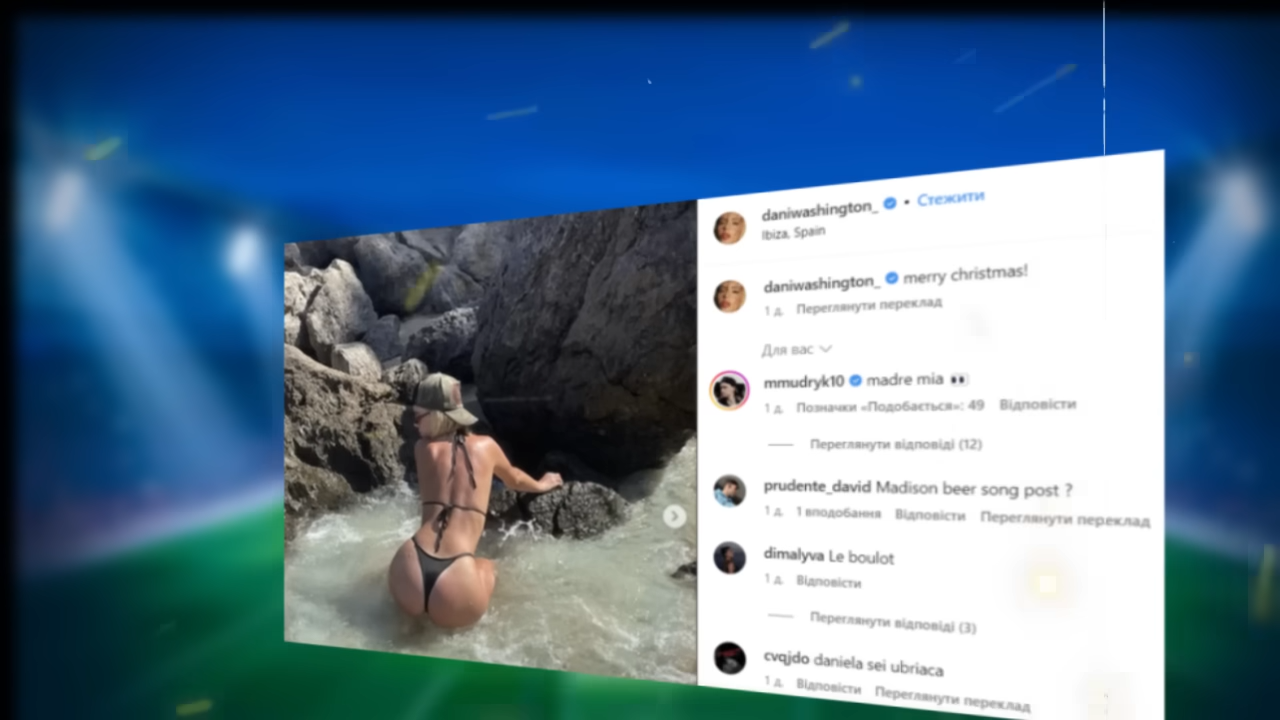 daniwashington_ • Стежити
Ibiza, Spain
daniwashington_ merry christmas!
1 д. Переглянути переклад
Для вас
mmudryk10 madre mia 👀
1 д. Позначки «Подобається»: 49 Відповісти
Переглянути відповіді (12)
prudente_david Madison beer song post ?
1 д. 1 вподобання Відповісти Переглянути переклад
dimalyva Le boulot
1 д. Відповісти
Переглянути відповіді (3)
cvqjdo daniela sei ubriaca
1 д. Відповісти Переглянути переклад